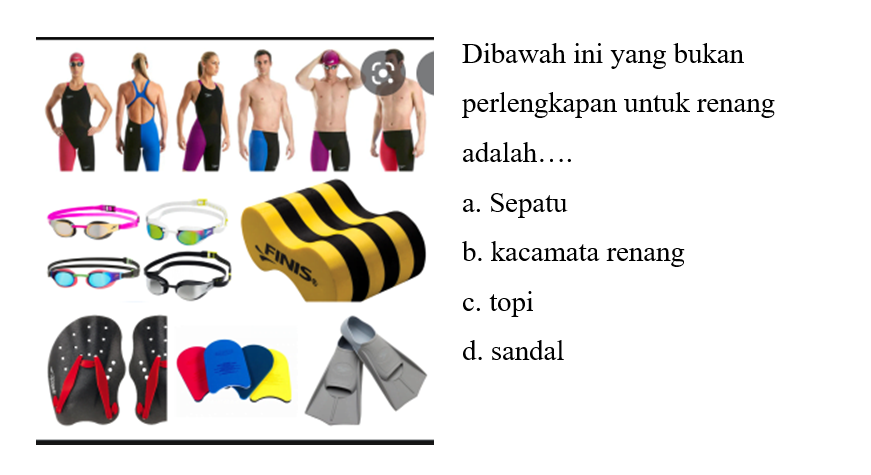 Dibawah ini yang bukan
perlengkapan untuk renang
adalah….
a. Sepatu
b. kacamata renang
c. topi
d. sandal
FINIS